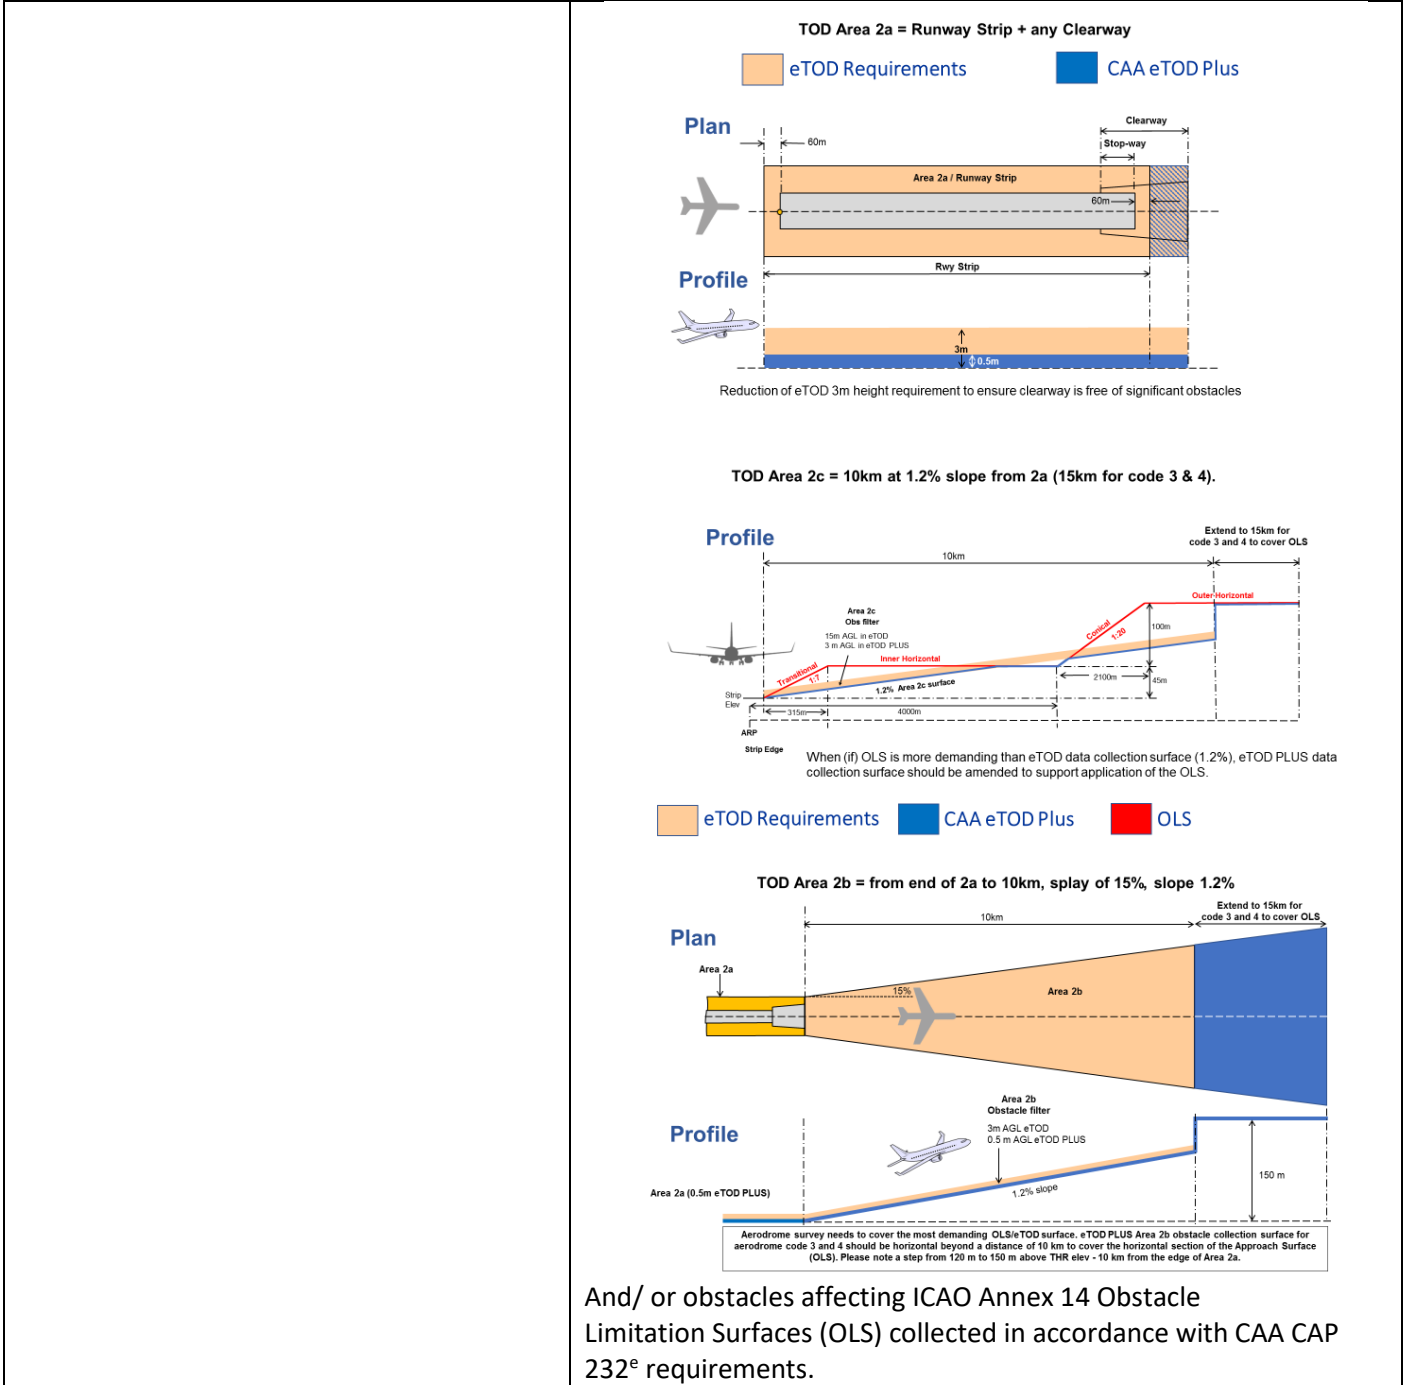 TOD Area 2a = Runway Strip + any Clearway
eTOD Requirements
CAA eTOD Plus
Plan
60m
Clearway
Stop-way
Area 2a / Runway Strip
60m
Rwy Strip
Profile
3m
0.5m
Reduction of eTOD 3m height requirement to ensure clearway is free of significant obstacles
TOD Area 2c = 10km at 1.2% slope from 2a (15km for code 3 & 4).
Profile
Extend to 15km for
code 3 and 4 to cover OLS
10km
Outer Horizontal
Area 2c
Obs filter
15m AGL in eTOD
3 m AGL in eTOD PLUS
100m
Conical
1:20
Inner Horizontal
Transitional
1:7
1.2% Area 2c surface
2100m
45m
Strip
Elev
315m
4000m
ARP
Strip Edge
When (if) OLS is more demanding than eTOD data collection surface (1.2%), eTOD PLUS data
collection surface should be amended to support application of the OLS.
eTOD Requirements
CAA eTOD Plus
OLS
TOD Area 2b = from end of 2a to 10km, splay of 15%, slope 1.2%
Extend to 15km for
code 3 and 4 to cover OLS
10km
Plan
Area 2a
15%
Area 2b
Area 2b
Obstacle filter
3m AGL eTOD
0.5 m AGL eTOD PLUS
Profile
150 m
1.2% slope
Area 2a (0.5m eTOD PLUS)
Aerodrome survey needs to cover the most demanding OLS/eTOD surface. eTOD PLUS Area 2b obstacle collection surface for
aerodrome code 3 and 4 should be horizontal beyond a distance of 10 km to cover the horizontal section of the Approach Surface
(OLS). Please note a step from 120 m to 150 m above THR elev - 10 km from the edge of Area 2a.
And/ or obstacles affecting ICAO Annex 14 Obstacle
Limitation Surfaces (OLS) collected in accordance with CAA CAP
232e requirements.